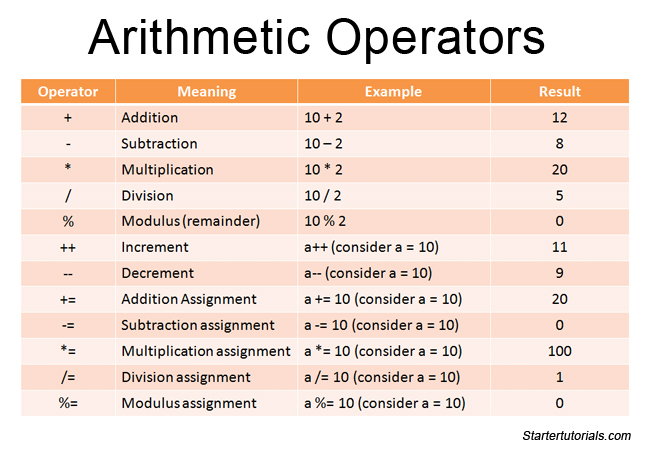 Arithmetic Operators
Operator Meaning Example Result
+ Addition 10 + 2 12
- Subtraction 10 – 2 8
* Multiplication 10 * 2 20
/ Division 10 / 2 5
% Modulus (remainder) 10 % 2 0
++ Increment a++ (consider a = 10) 11
-- Decrement a-- (consider a = 10) 9
+= Addition Assignment a += 10 (consider a = 10) 20
-= Subtraction assignment a -= 10 (consider a = 10) 0
*= Multiplication assignment a *= 10 (consider a = 10) 100
/= Division assignment a /= 10 (consider a = 10) 1
%= Modulus assignment a %= 10 (consider a = 10) 0
Startertutorials.com